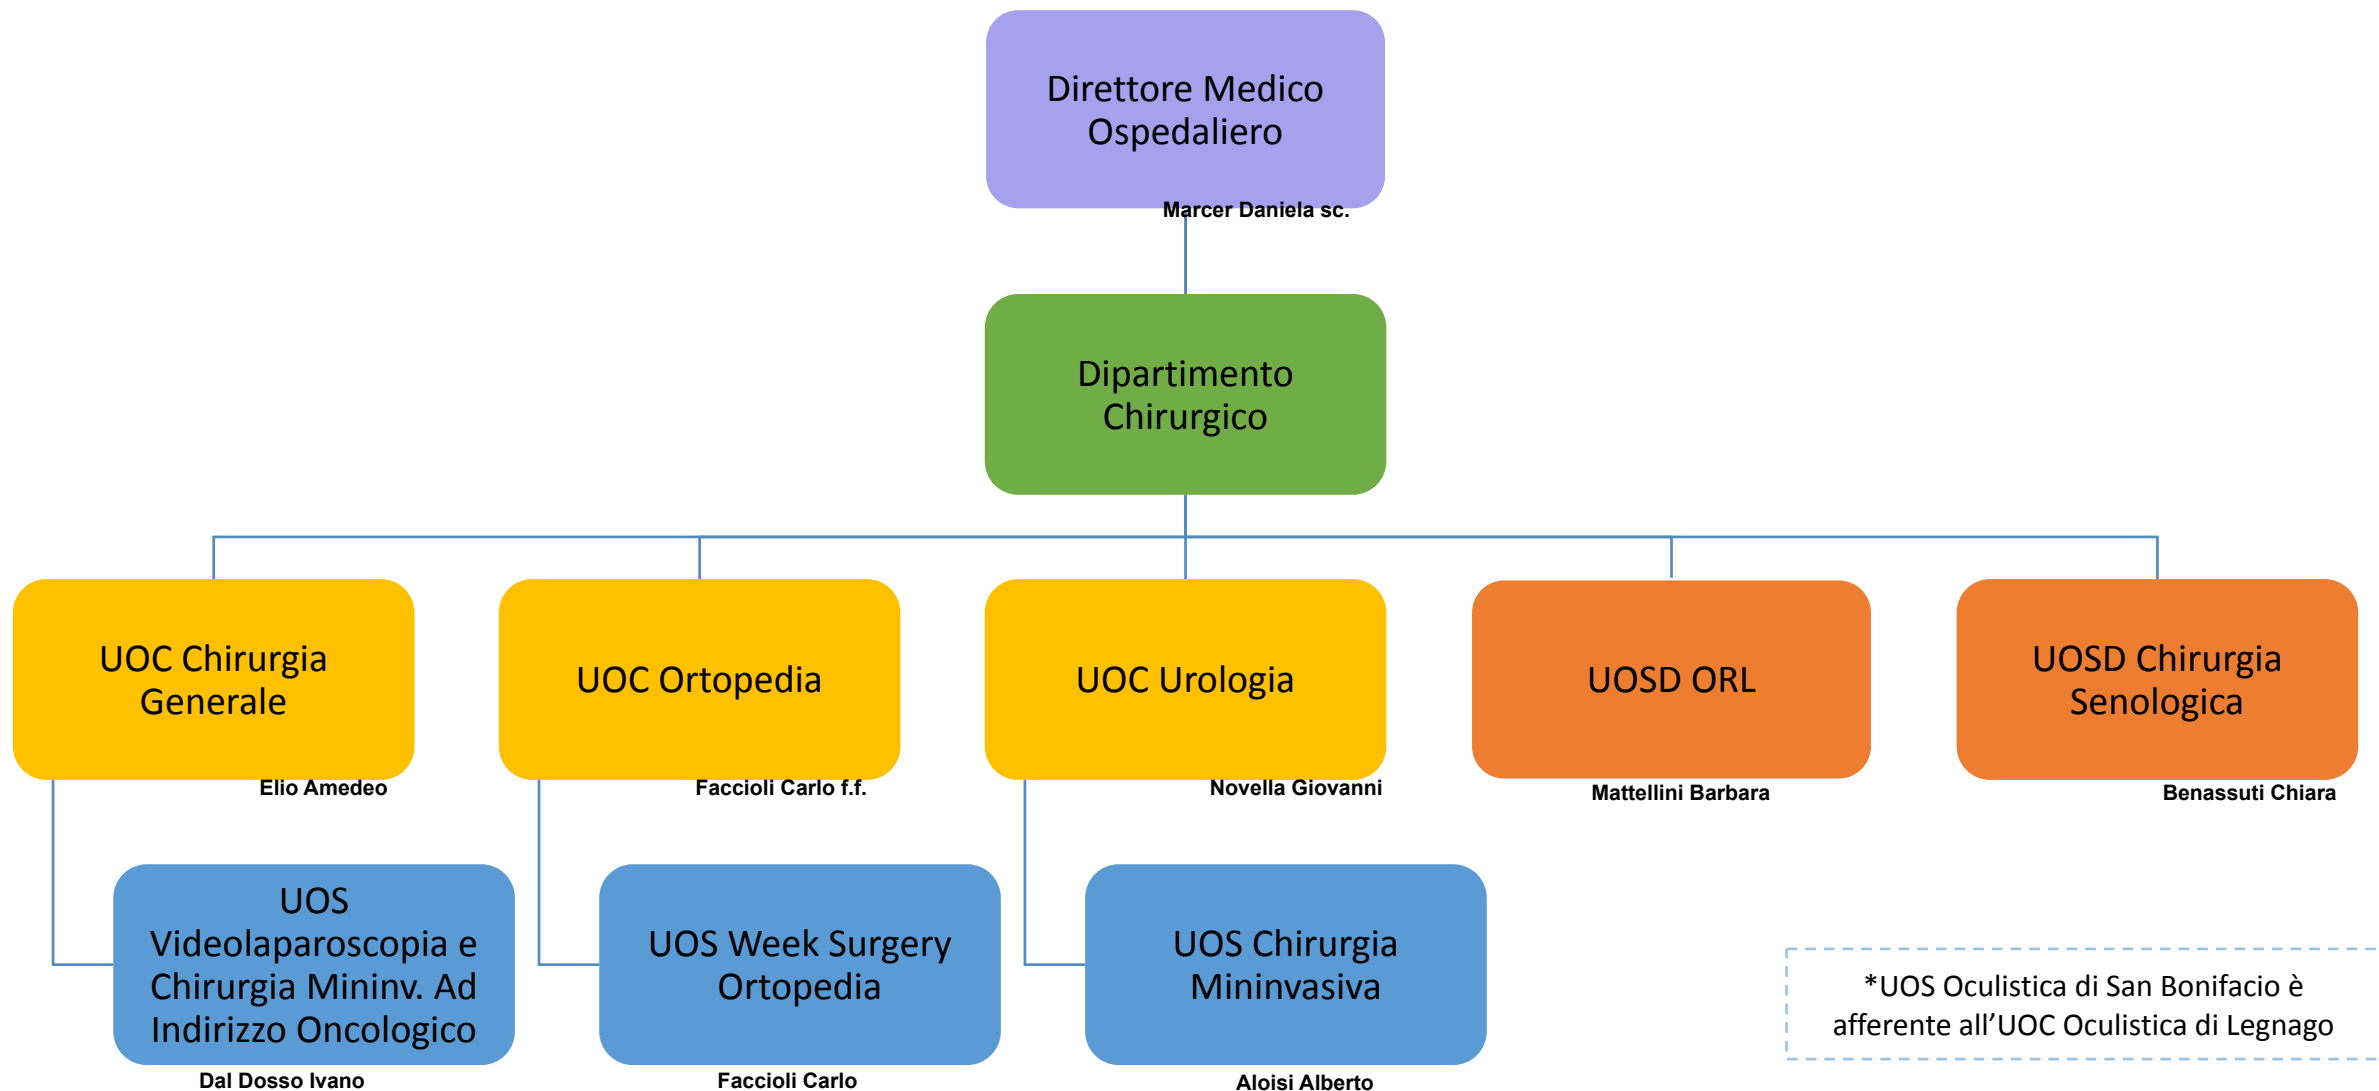 Direttore Medico
Ospedaliero
Marcer Daniela sc.
Dipartimento
Chirurgico
UOC Chirurgia
Generale
Elio Amedeo
UOC Ortopedia
Faccioli Carlo f.f.
UOC Urologia
Novella Giovanni
UOSD ORL
Mattellini Barbara
UOSD Chirurgia
Senologica
Benassuti Chiara
UOS
Videolaparoscopia e
Chirurgia Mininv. Ad
Indirizzo Oncologico
Dal Dosso Ivano
UOS Week Surgery
Ortopedia
Faccioli Carlo
UOS Chirurgia
Mininvasiva
Aloisi Alberto
*UOS Oculistica di San Bonifacio è
afferente all’UOC Oculistica di Legnago